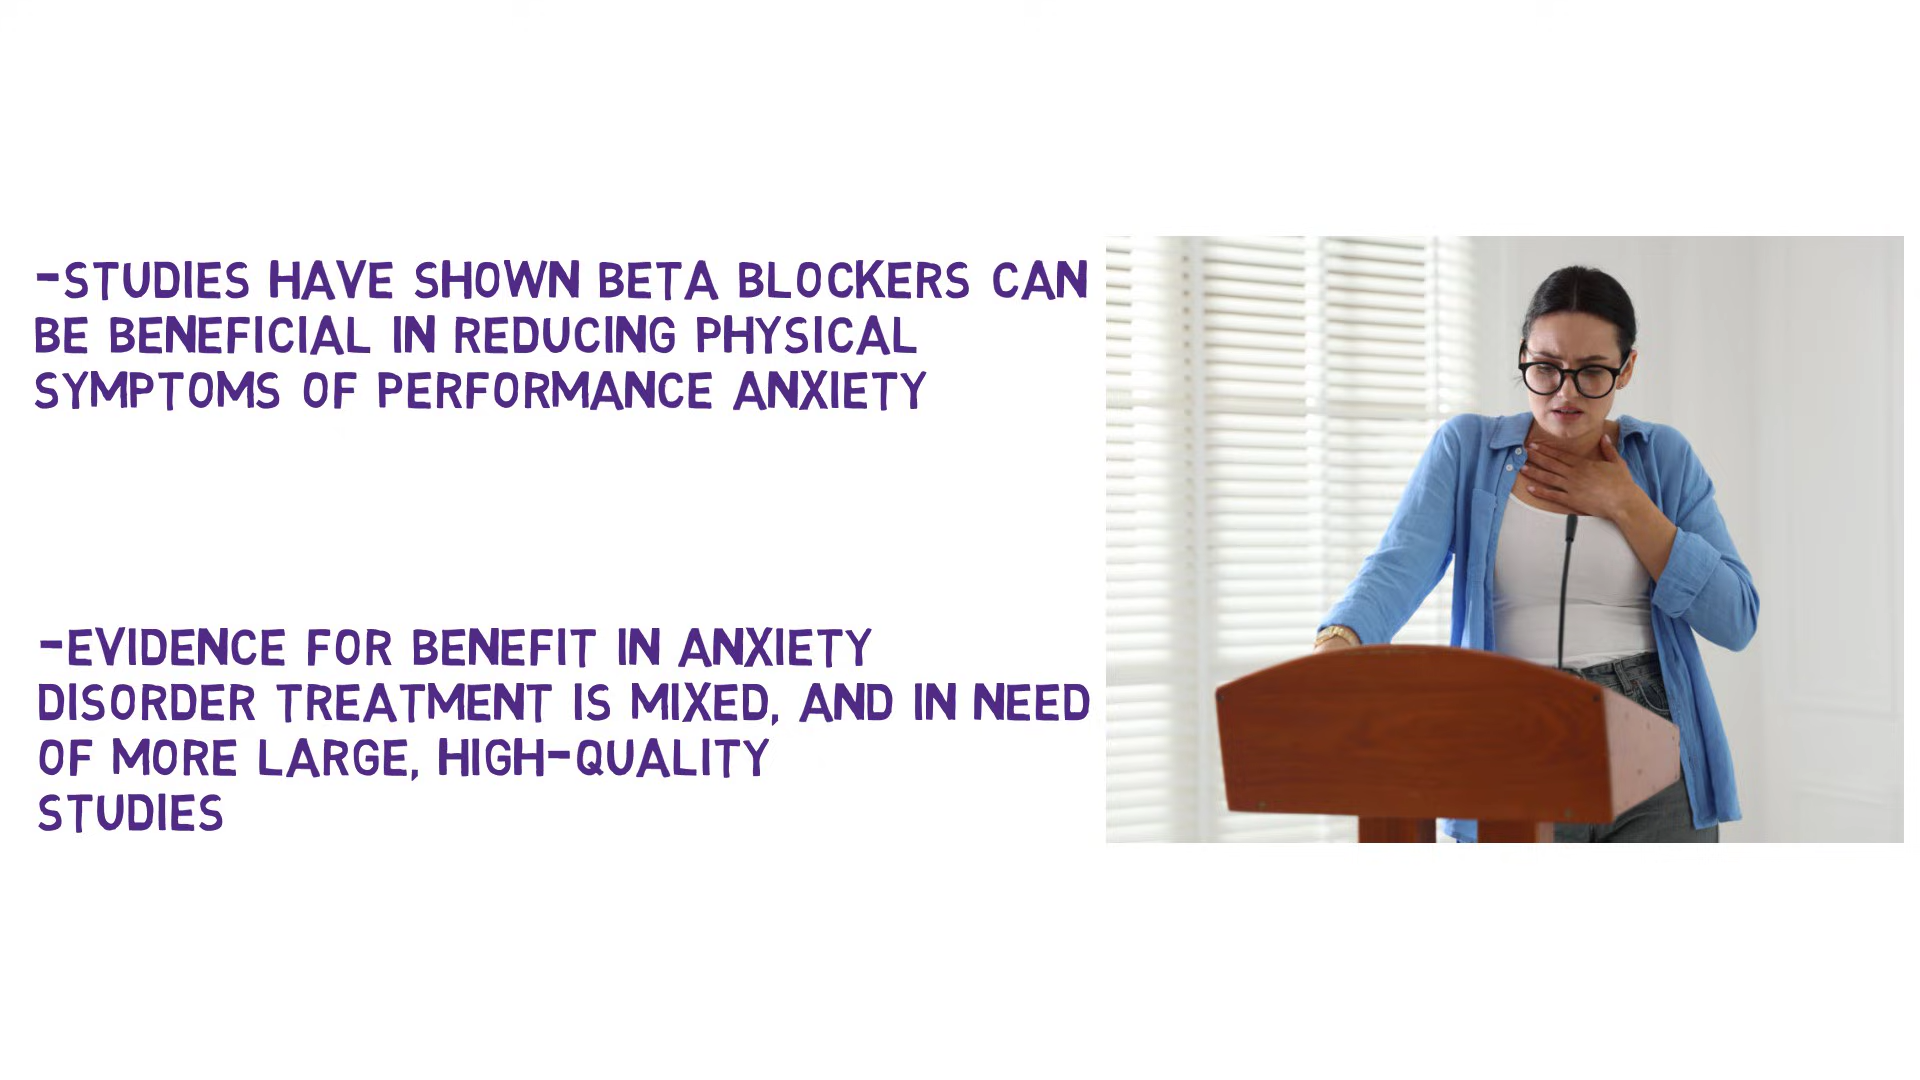 -STUDIES HAVE SHOWN BETA BLOCKERS CAN
BE BENEFICIAL IN REDUCING PHYSICAL
SYMPTOMS OF PERFORMANCE ANXIETY
-EVIDENCE FOR BENEFIT IN ANXIETY
DISORDER TREATMENT IS MIXED, AND IN NEED
OF MORE LARGE, HIGH-QUALITY
STUDIES